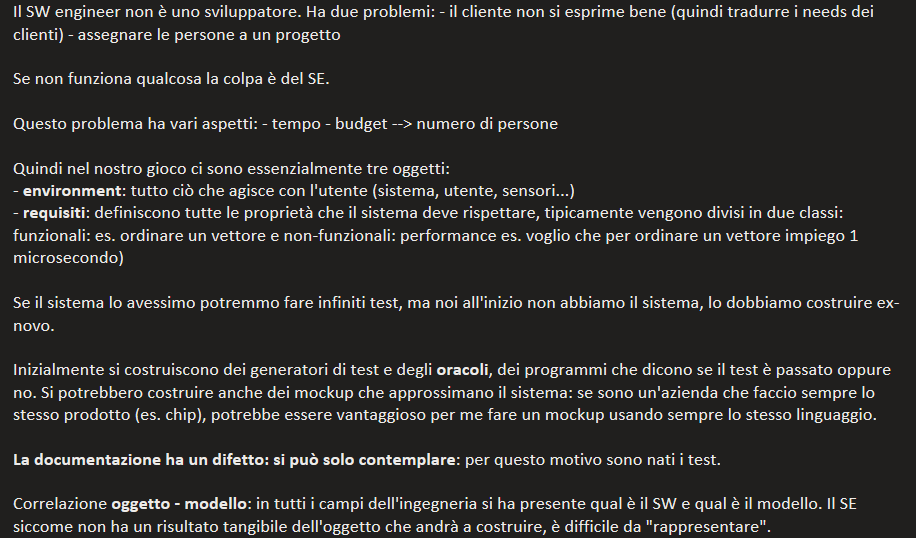 Il SW engineer non è uno sviluppatore. Ha due problemi: - il cliente non si esprime bene (quindi tradurre i needs dei
clienti) - assegnare le persone a un progetto
Se non funziona qualcosa la colpa è del SE.
Questo problema ha vari aspetti: - tempo - budget --> numero di persone
Quindi nel nostro gioco ci sono essenzialmente tre oggetti:
- environment: tutto ciò che agisce con l'utente (sistema, utente, sensori...)
- requisiti: definiscono tutte le proprietà che il sistema deve rispettare, tipicamente vengono divisi in due classi:
funzionali: es. ordinare un vettore e non-funzionali: performance es. voglio che per ordinare un vettore impiego 1
microsecondo)
Se il sistema lo avessimo potremmo fare infiniti test, ma noi all'inizio non abbiamo il sistema, lo dobbiamo costruire ex-
novo.
Inizialmente si costruiscono dei generatori di test e degli oracoli, dei programmi che dicono se il test è passato oppure
no. Si potrebbero costruire anche dei mockup che approssimano il sistema: se sono un'azienda che faccio sempre lo
stesso prodotto (es. chip), potrebbe essere vantaggioso per me fare un mockup usando sempre lo stesso linguaggio.
La documentazione ha un difetto: si può solo contemplare: per questo motivo sono nati i test.
Correlazione oggetto - modello: in tutti i campi dell'ingegneria si ha presente qual è il SW e qual è il modello. Il SE
siccome non ha un risultato tangibile dell'oggetto che andrà a costruire, è difficile da "rappresentare".